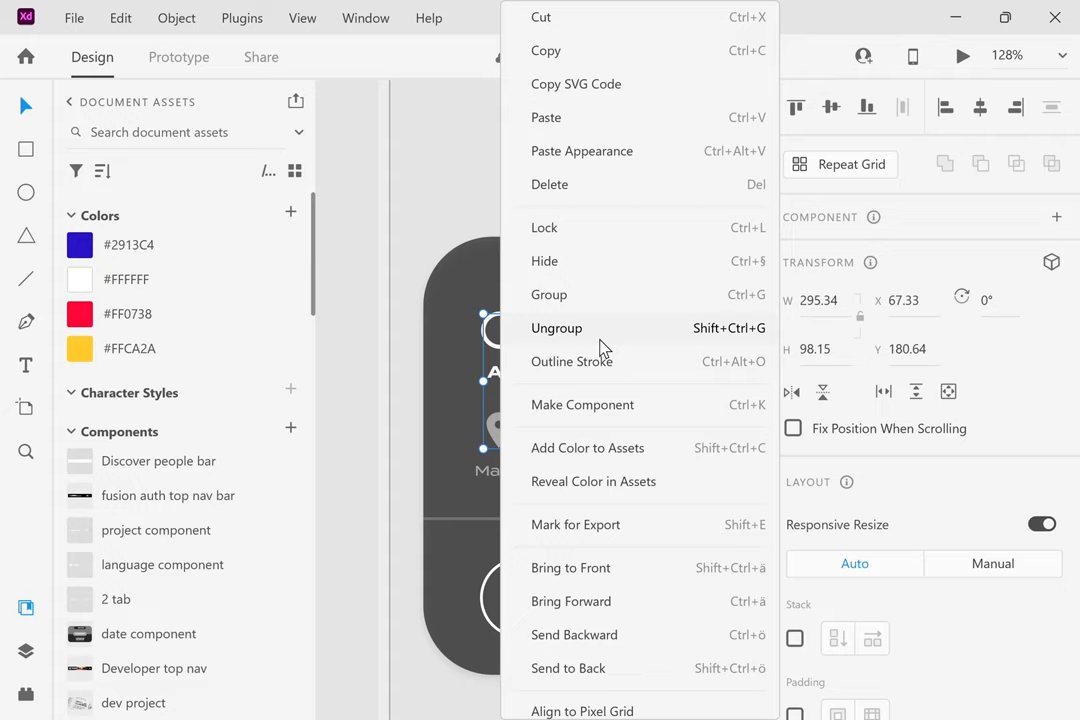 Xd File Edit Object Plugins View Window Help
Design Prototype Share 128%
DOCUMENT ASSETS
Search document assets
/...
Colors
#2913C4
#FFFFFF
#FF0738
#FFCA2A
Character Styles
Components
Discover people bar
fusion auth top nav bar
project component
language component
2 tab
date component
Developer top nav
dev project
Ma
Cut Ctrl+X
Copy Ctrl+C
Copy SVG Code
Paste Ctrl+V
Paste Appearance Ctrl+Alt+V
Delete Del
Lock Ctrl+L
Hide Ctrl+§
Group Ctrl+G
Ungroup Shift+Ctrl+G
Outline Stroke Ctrl+Alt+O
Make Component Ctrl+K
Add Color to Assets Shift+Ctrl+C
Reveal Color in Assets
Mark for Export Shift+E
Bring to Front Shift+Ctrl+ä
Bring Forward Ctrl+ä
Send Backward Ctrl+ö
Send to Back Shift+Ctrl+ö
Align to Pixel Grid
Repeat Grid
COMPONENT
TRANSFORM
W 295.34 X 67.33 0°
H 98.15 Y 180.64
Fix Position When Scrolling
LAYOUT
Responsive Resize
Auto Manual
Stack
Padding